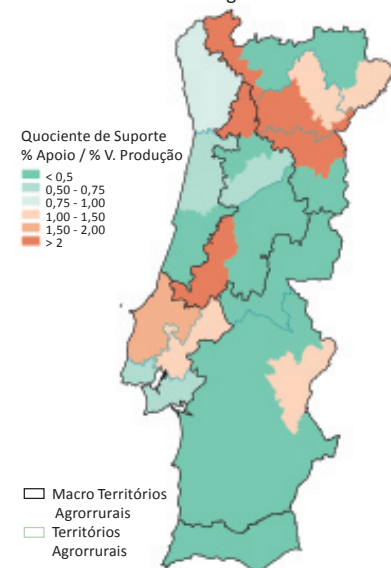 Quociente de Suporte
% Apoio / % V. Produção
< 0,5
0,50 - 0,75
0,75 - 1,00
1,00 - 1,50
1,50 - 2,00
> 2
Macro Territórios
Agrorrurais
Territórios
Agrorrurais